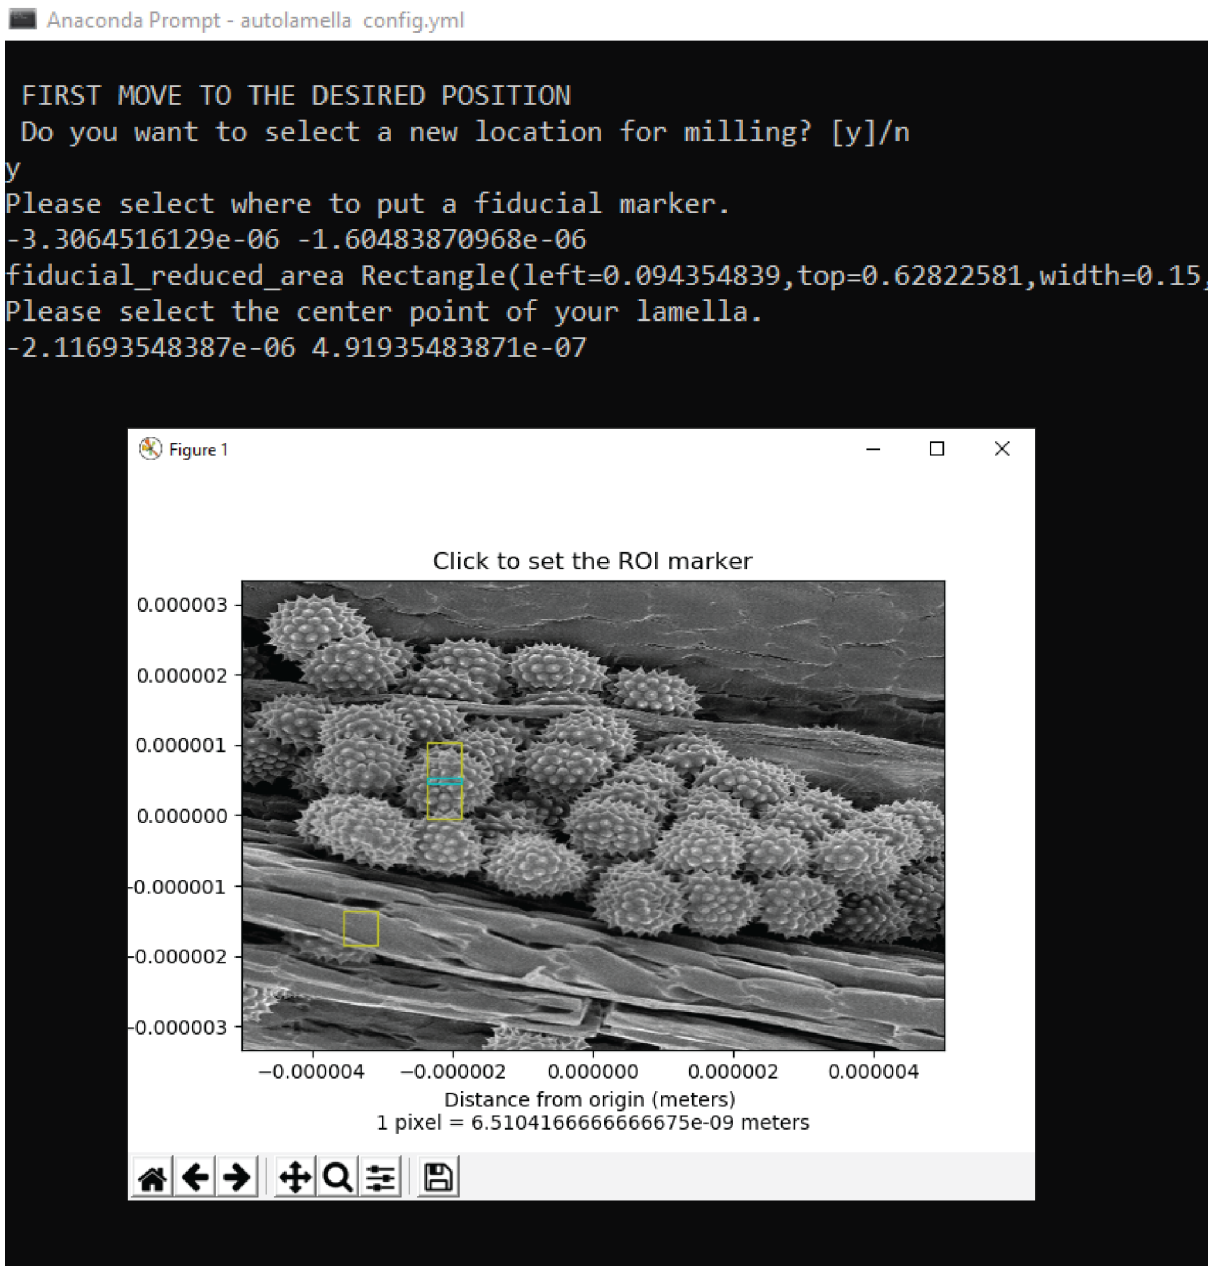 Anaconda Prompt - autolamella  config.yml
FIRST MOVE TO THE DESIRED POSITION
Do you want to select a new location for milling? [y]/n
y
Please select where to put a fiducial marker.
-3.3064516129e-06 -1.60483870968e-06
fiducial_reduced_area Rectangle(left=0.094354839,top=0.62822581,width=0.15,
Please select the center point of your lamella.
-2.11693548387e-06 4.91935483871e-07
Figure 1
Click to set the ROI marker
0.000003
0.000002
0.000001
0.000000
-0.000001
-0.000002
-0.000003
−0.000004 −0.000002 0.000000 0.000002 0.000004
Distance from origin (meters)
1 pixel = 6.5104166666666675e-09 meters